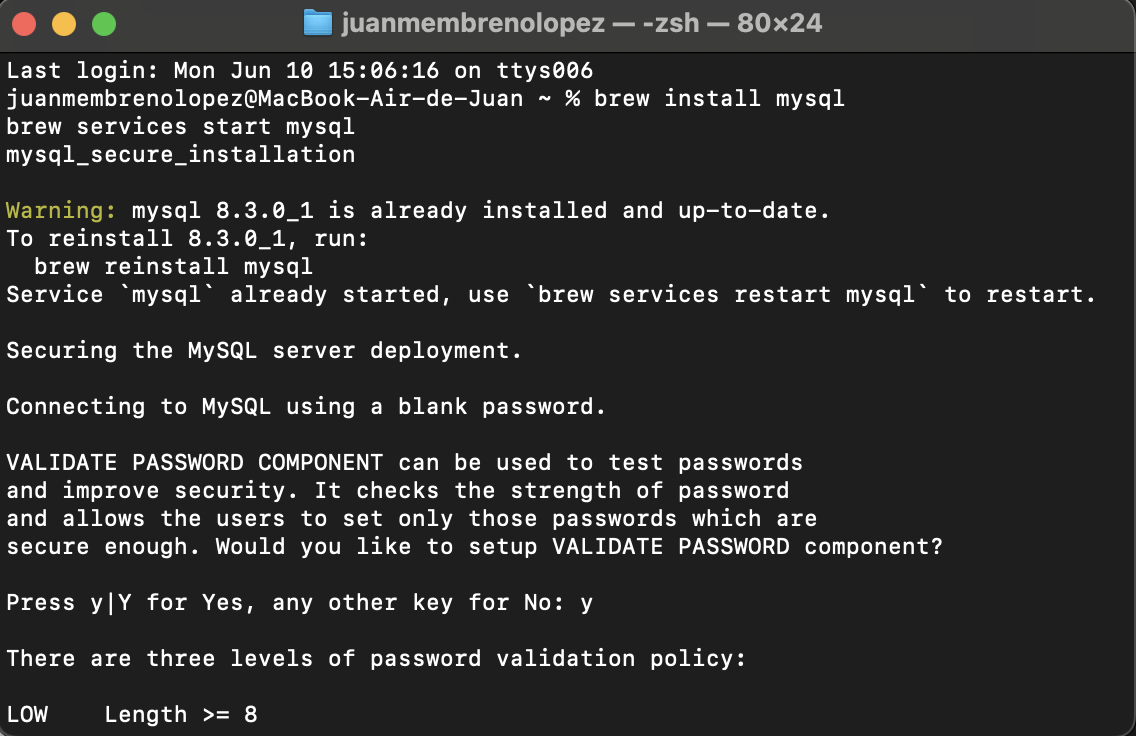 juanmembrenolopez — -zsh — 80×24
Last login: Mon Jun 10 15:06:16 on ttys006
juanmembrenolopez@MacBook-Air-de-Juan ~ % brew install mysql
brew services start mysql
mysql_secure_installation
Warning: mysql 8.3.0_1 is already installed and up-to-date.
To reinstall 8.3.0_1, run:
  brew reinstall mysql
Service `mysql` already started, use `brew services restart mysql` to restart.
Securing the MySQL server deployment.
Connecting to MySQL using a blank password.
VALIDATE PASSWORD COMPONENT can be used to test passwords
and improve security. It checks the strength of password
and allows the users to set only those passwords which are
secure enough. Would you like to setup VALIDATE PASSWORD component?
Press y|Y for Yes, any other key for No: y
There are three levels of password validation policy:
LOW    Length >= 8